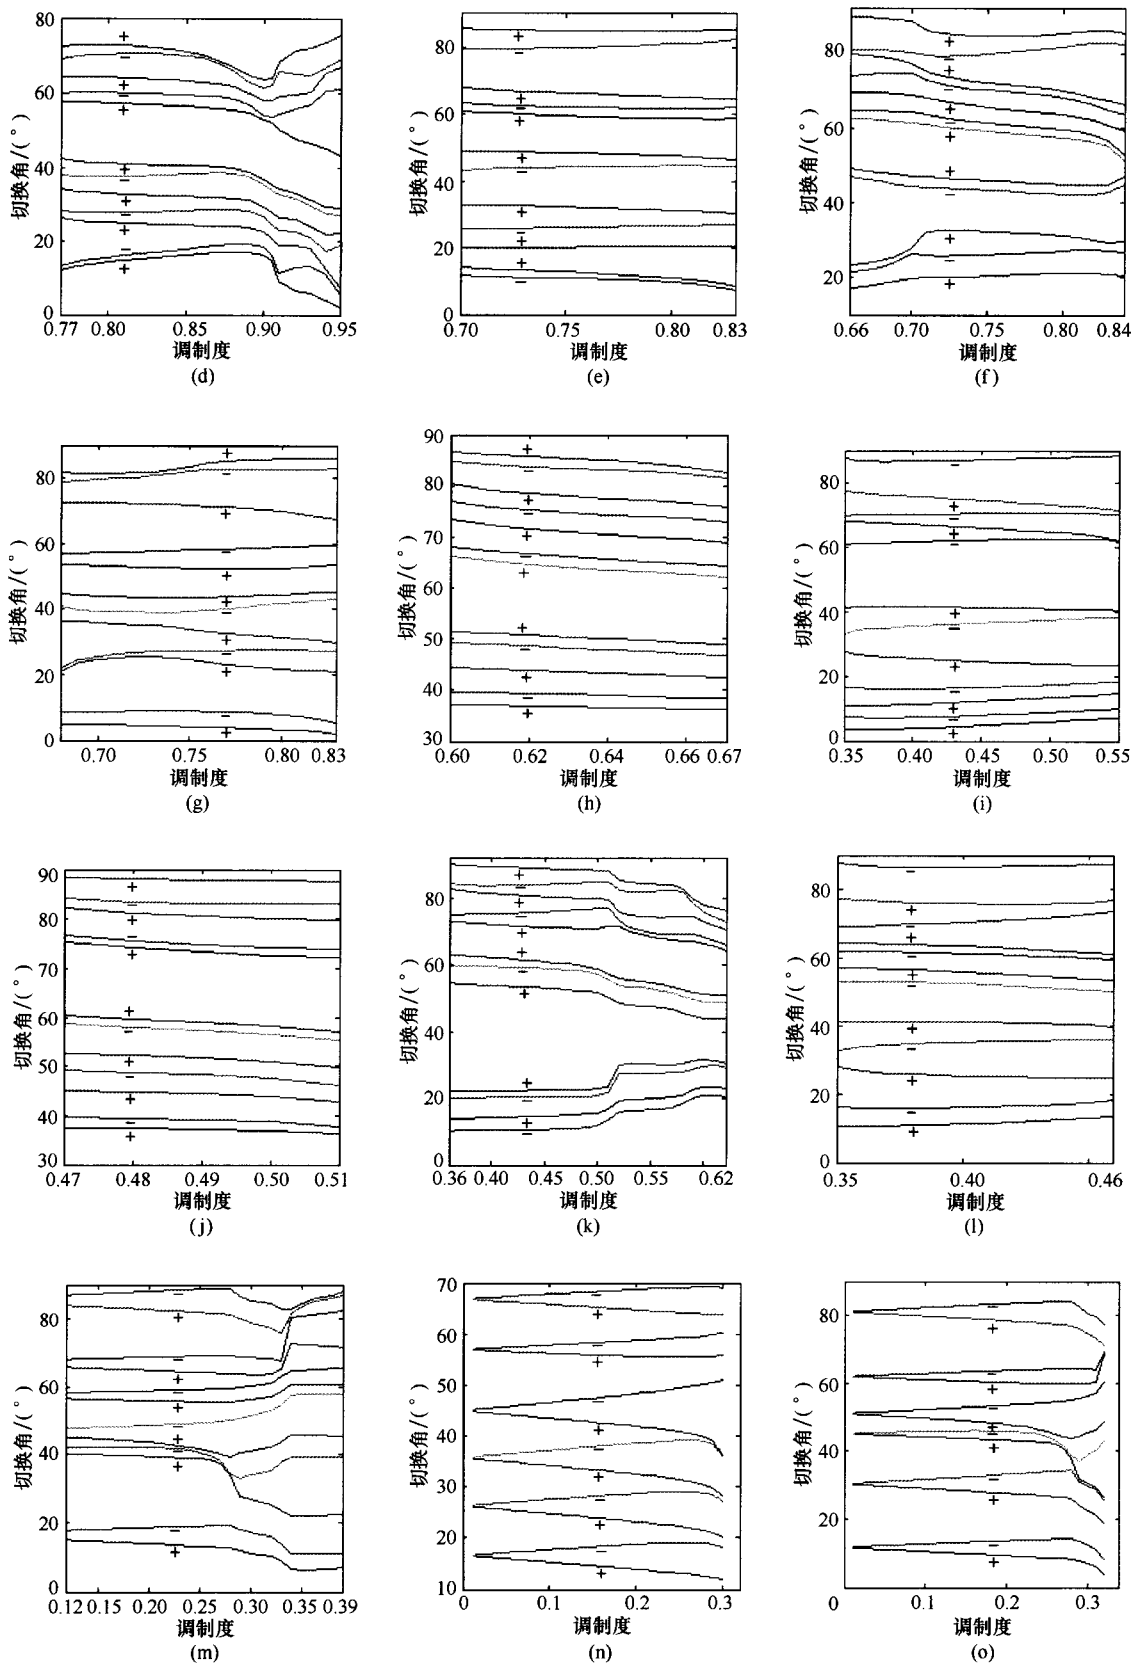 80
60
40
20
0
切换角/(°)
0.77 0.80 0.85 0.90 0.95
调制度
(d)
80
60
40
20
0
切换角/(°)
0.70 0.75 0.80 0.83
调制度
(e)
80
60
40
20
切换角/(°)
0.66 0.70 0.75 0.80 0.84
调制度
(f)
80
60
40
20
0
切换角/(°)
0.70 0.75 0.80 0.83
调制度
(g)
90
80
70
60
50
40
30
切换角/(°)
0.60 0.62 0.64 0.66 0.67
调制度
(h)
80
60
40
20
0
切换角/(°)
0.35 0.40 0.45 0.50 0.55
调制度
(i)
90
80
70
60
50
40
30
切换角/(°)
0.47 0.48 0.49 0.50 0.51
调制度
(j)
80
60
40
20
0
切换角/(°)
0.36 0.40 0.45 0.50 0.55 0.62
调制度
(k)
80
60
40
20
0
切换角/(°)
0.35 0.40 0.46
调制度
(l)
80
60
40
20
0
切换角/(°)
0.12 0.15 0.20 0.25 0.30 0.35 0.39
调制度
(m)
70
60
50
40
30
20
10
切换角/(°)
0 0.1 0.2 0.3
调制度
(n)
80
60
40
20
切换角/(°)
0 0.1 0.2 0.3
调制度
(o)